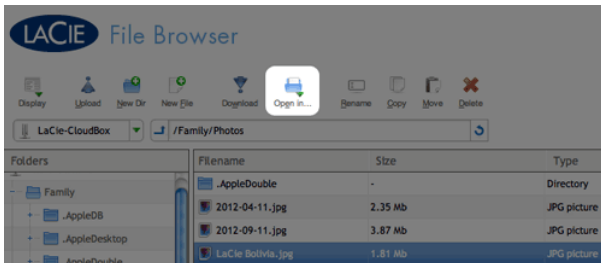 LACIE File Browser
Display Upload New Dir New File Download Open in... Rename Copy Move Delete
LaCie-CloudBox /Family/Photos
Folders Filename Size Type
Family .AppleDouble - Directory
.AppleDB 2012-04-11.jpg 2.35 Mb JPG picture
.AppleDesktop 2012-09-11.jpg 3.87 Mb JPG picture
.AppleDouble LaCie Bolivia.jpg 1.81 Mb JPG picture